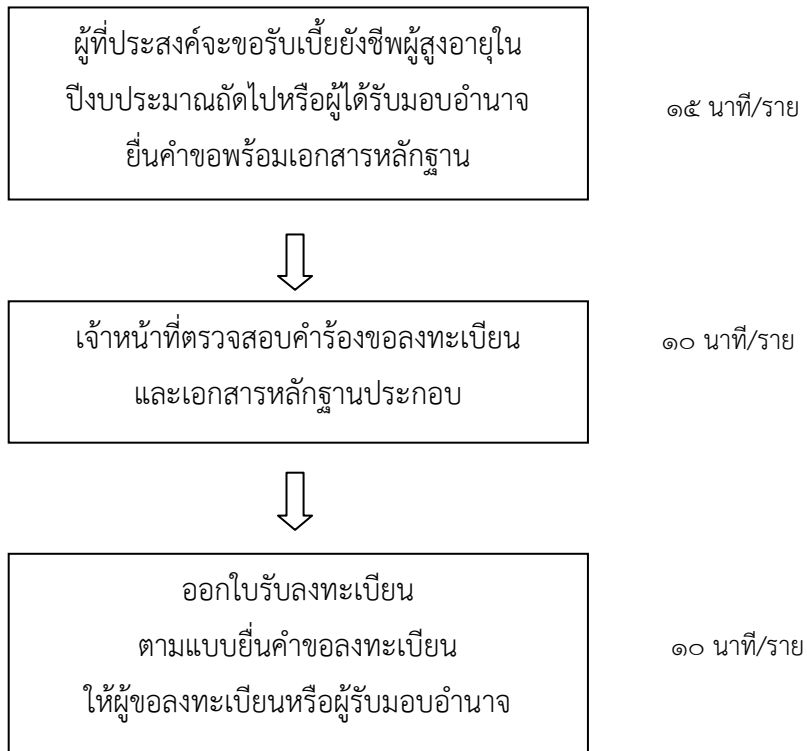 ผู้ที่ประสงค์จะขอรับเบี้ยยังชีพผู้สูงอายุใน
ปีงบประมาณถัดไปหรือผู้ได้รับมอบอำนาจ
ยื่นคำขอพร้อมเอกสารหลักฐาน
๑๕ นาที/ราย
เจ้าหน้าที่ตรวจสอบคำร้องขอลงทะเบียน
และเอกสารหลักฐานประกอบ
๑๐ นาที/ราย
ออกใบรับลงทะเบียน
ตามแบบยื่นคำขอลงทะเบียน
ให้ผู้ขอลงทะเบียนหรือผู้รับมอบอำนาจ
๑๐ นาที/ราย